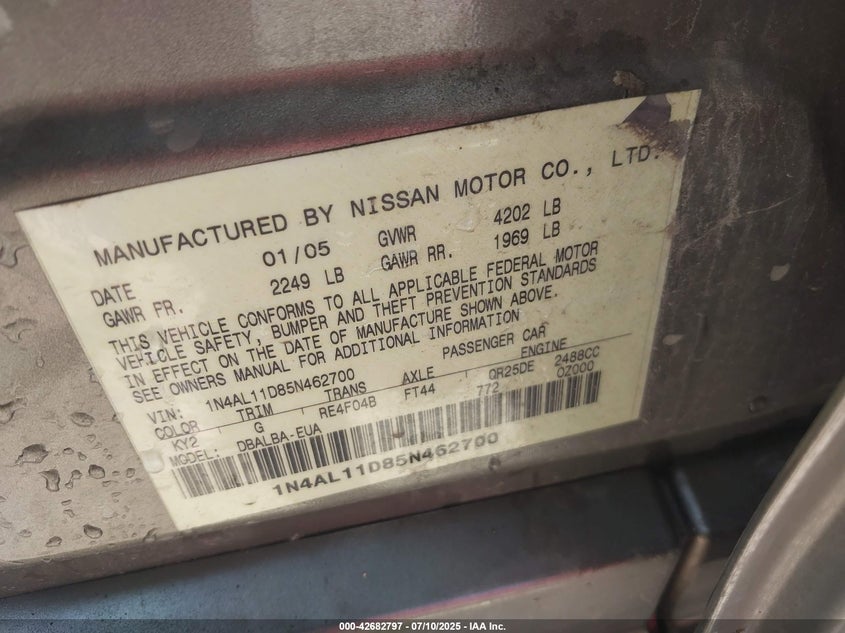 MANUFACTURED BY NISSAN MOTOR CO., LTD.
DATE 01/05 GVWR 4202 LB
GAWR FR. 2249 LB GAWR RR. 1969 LB
THIS VEHICLE CONFORMS TO ALL APPLICABLE FEDERAL MOTOR
VEHICLE SAFETY, BUMPER AND THEFT PREVENTION STANDARDS
IN EFFECT ON THE DATE OF MANUFACTURE SHOWN ABOVE.
SEE OWNERS MANUAL FOR ADDITIONAL INFORMATION
VIN: 1N4AL11D85N462700 PASSENGER CAR
COLOR TRIM TRANS AXLE ENGINE
KY2 G RE4F04B FT44 QR25DE 2488CC
MODEL: DBALBA-EUA 772 0Z000
1N4AL11D85N462700
000-42682797 - 07/10/2025 - IAA Inc.